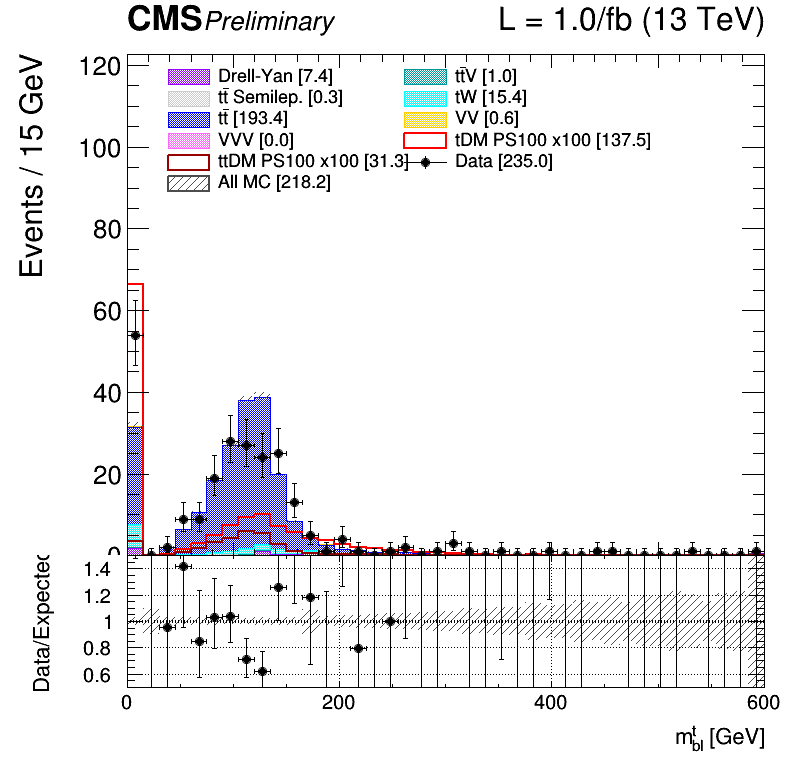 CMS Preliminary L = 1.0/fb (13 TeV)
Events / 15 GeV
120
100
80
60
40
20
0
Drell-Yan [7.4]
tt̄ Semilep. [0.3]
tt̄ [193.4]
VVV [0.0]
ttDM PS100 x100 [31.3]
All MC [218.2]
tt̄V [1.0]
tW [15.4]
VV [0.6]
tDM PS100 x100 [137.5]
Data [235.0]
Data/Expected
1.4
1.2
1
0.8
0.6
0 200 400 600
m^t_bl [GeV]